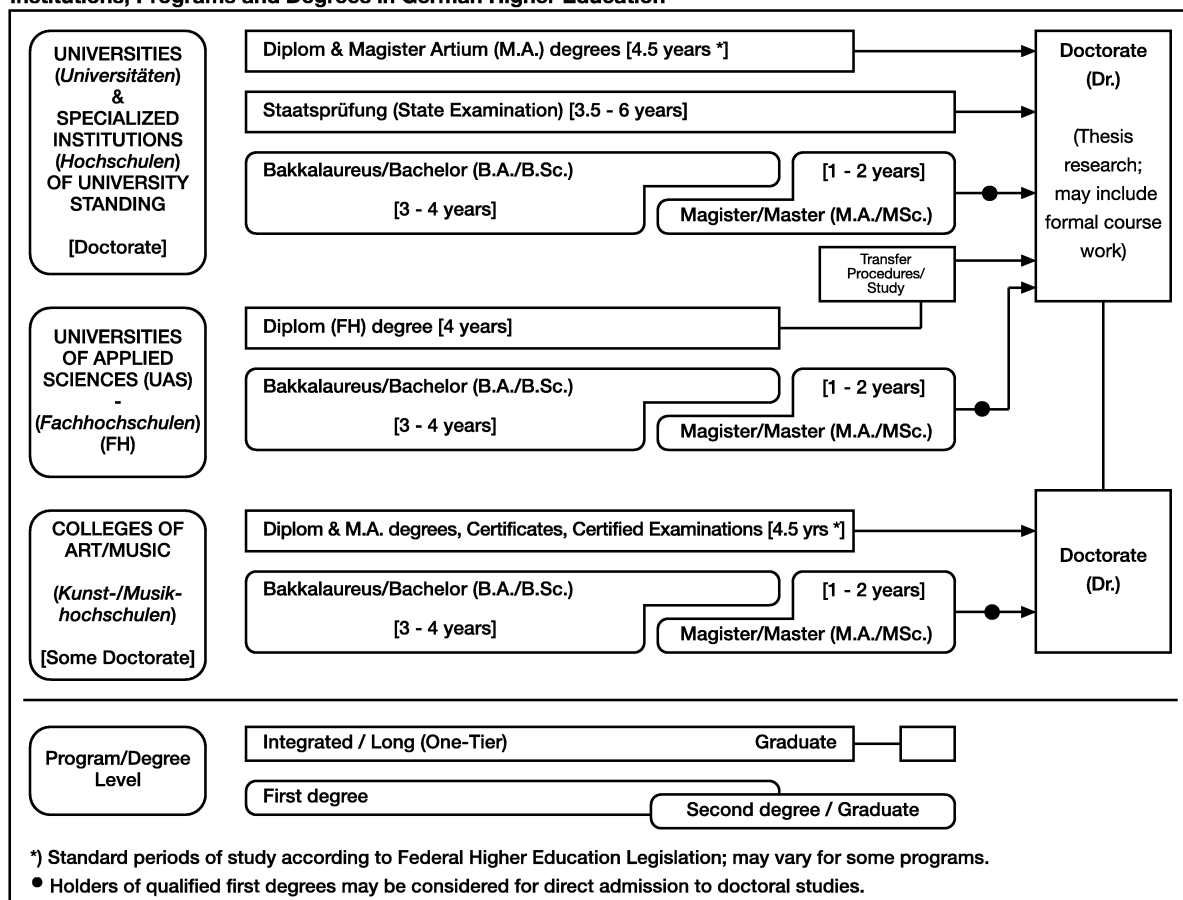 Institutions, Programs and Degrees in German Higher Education
UNIVERSITIES
(Universitäten)
&
SPECIALIZED
INSTITUTIONS
(Hochschulen)
OF UNIVERSITY
STANDING
[Doctorate]
Diplom & Magister Artium (M.A.) degrees [4.5 years *]
Staatsprüfung (State Examination) [3.5 - 6 years]
Bakkalaureus/Bachelor (B.A./B.Sc.)
[3 - 4 years]
[1 - 2 years]
Magister/Master (M.A./MSc.)
Transfer
Procedures/
Study
Doctorate
(Dr.)
(Thesis
research;
may include
formal course
work)
UNIVERSITIES
OF APPLIED
SCIENCES (UAS)
-
(Fachhochschulen)
(FH)
Diplom (FH) degree [4 years]
Bakkalaureus/Bachelor (B.A./B.Sc.)
[3 - 4 years]
[1 - 2 years]
Magister/Master (M.A./MSc.)
COLLEGES OF
ART/MUSIC
(Kunst-/Musik-
hochschulen)
[Some Doctorate]
Diplom & M.A. degrees, Certificates, Certified Examinations [4.5 yrs *]
Bakkalaureus/Bachelor (B.A./B.Sc.)
[3 - 4 years]
[1 - 2 years]
Magister/Master (M.A./MSc.)
Doctorate
(Dr.)
Program/Degree
Level
Integrated / Long (One-Tier) Graduate
First degree
Second degree / Graduate
*) Standard periods of study according to Federal Higher Education Legislation; may vary for some programs.
● Holders of qualified first degrees may be considered for direct admission to doctoral studies.